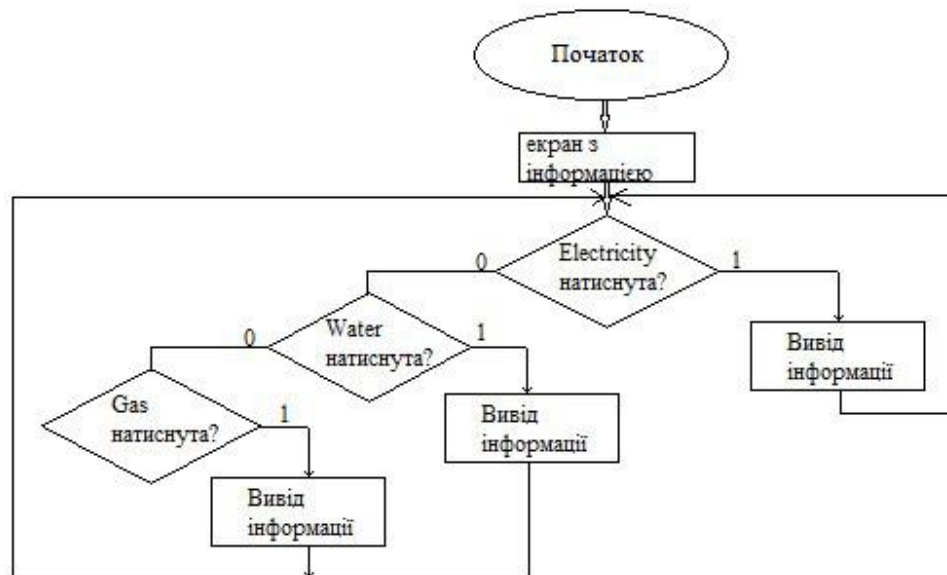 Початок
екран з
інформацією
Electricity
натиснута?
0
1
Water
натиснута?
0
1
Вивід
інформації
Gas
натиснута?
1
Вивід
інформації
Вивід
інформації